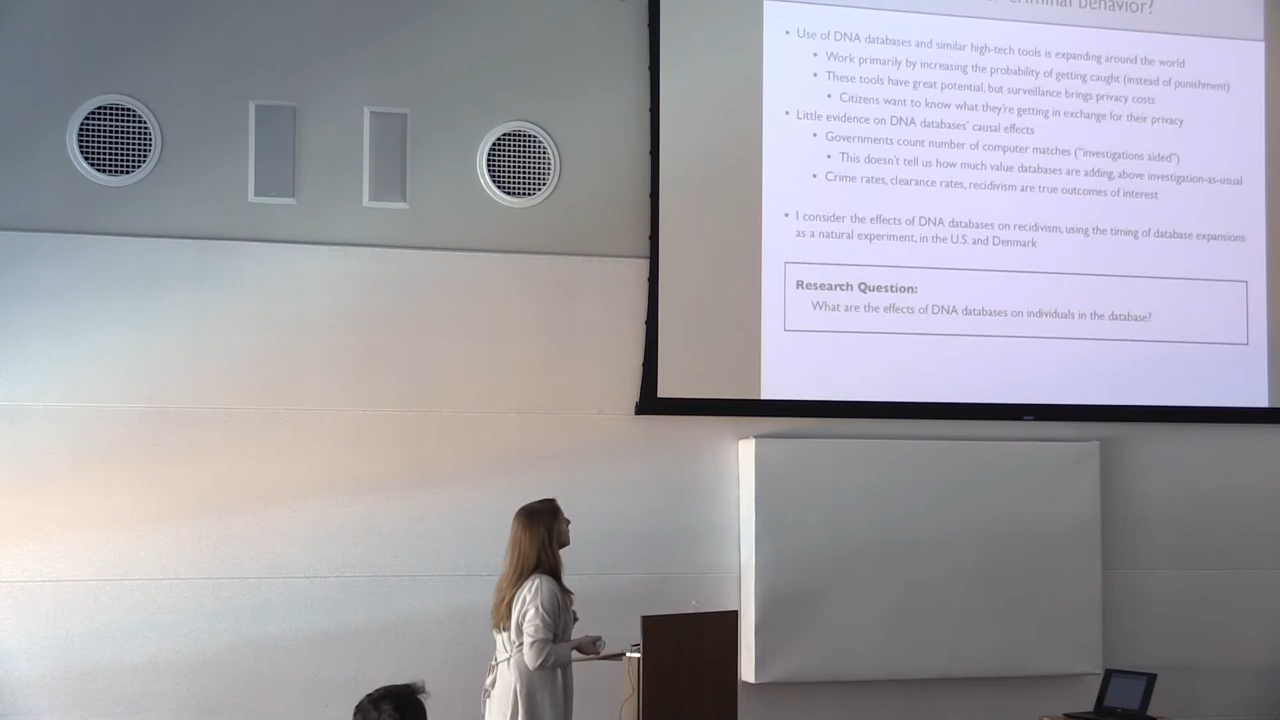 criminal behavior?
• Use of DNA databases and similar high-tech tools is expanding around the world
• Work primarily by increasing the probability of getting caught (instead of punishment)
• These tools have great potential, but surveillance brings privacy costs
• Citizens want to know what they're getting in exchange for their privacy
• Little evidence on DNA databases' causal effects
• Governments count number of computer matches ("investigations aided")
• This doesn't tell us how much value databases are adding, above investigation-as-usual
• Crime rates, clearance rates, recidivism are true outcomes of interest
• I consider the effects of DNA databases on recidivism, using the timing of database expansions
as a natural experiment, in the U.S. and Denmark
Research Question:
What are the effects of DNA databases on individuals in the database?